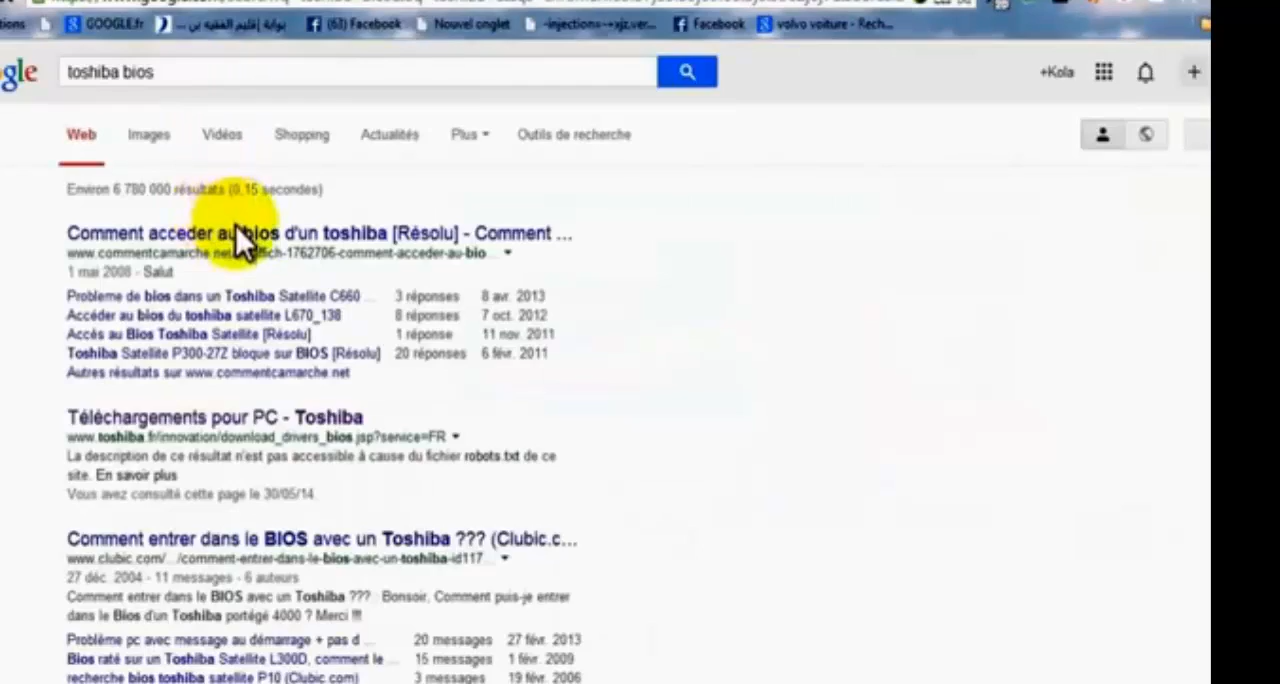 GOOGLE.fr
(63) Facebook
Nouvel onglet
Facebook
volvo voiture - Rech...
gle
toshiba bios
+Kola
Web Images Vidéos Shopping Actualités Plus Outils de recherche
Environ 6 780 000 résultats (0,15 secondes)
Comment acceder au bios d'un toshiba [Résolu] - Comment ...
www.commentcamarche.net ich-1762706-comment-acceder-au-bio
1 mai 2008 - Salut
Probleme de bios dans un Toshiba Satellite C660 ... 3 réponses 8 avr. 2013
Accéder au bios du toshiba satellite L670_138 8 réponses 7 oct. 2012
Accès au Bios Toshiba Satellite [Résolu] 1 réponse 11 nov. 2011
Toshiba Satellite P300-27Z bloque sur BIOS [Résolu] 20 réponses 6 févr. 2011
Autres résultats sur www.commentcamarche.net
Téléchargements pour PC - Toshiba
www.toshiba.fr/innovation/download_drivers_bios.jsp?service=FR
La description de ce résultat n'est pas accessible à cause du fichier robots.txt de ce
site. En savoir plus
Vous avez consulté cette page le 30/05/14.
Comment entrer dans le BIOS avec un Toshiba ??? (Clubic.c...
www.clubic.com/.../comment-entrer-dans-le-bios-avec-un-toshiba-id117...
27 déc. 2004 - 11 messages - 6 auteurs
Comment entrer dans le BIOS avec un Toshiba ??? : Bonsoir, Comment puis-je entrer
dans le Bios d'un Toshiba portégé 4000 ? Merci !!!
Problème pc avec message au démarrage + pas d ... 20 messages 27 févr. 2013
Bios raté sur un Toshiba Satellite L300D, comment le ... 15 messages 1 févr. 2009
recherche bios toshiba satellite P10 (Clubic.com) 3 messages 19 févr. 2006